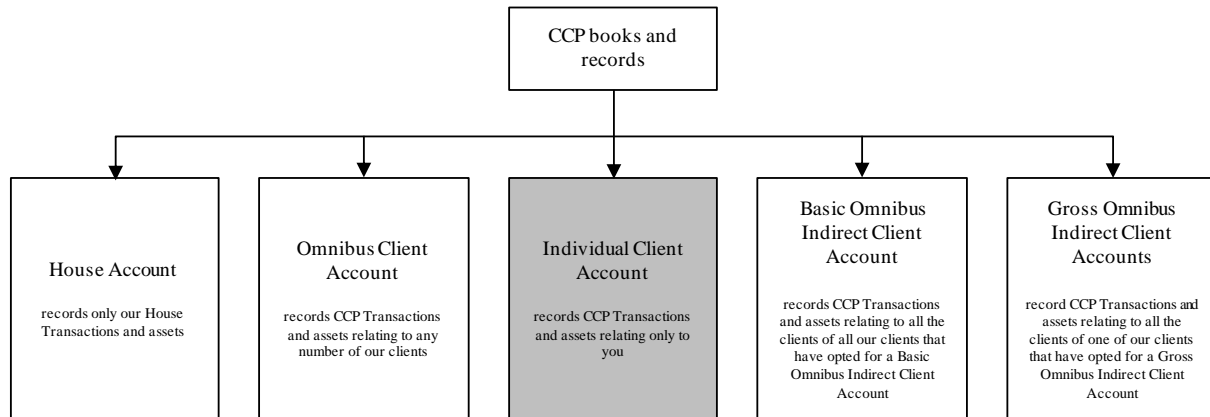 CCP books and
records
House Account
records only our House
Transactions and assets
Omnibus Client
Account
records CCP Transactions
and assets relating to any
number of our clients
Individual Client
Account
records CCP Transactions
and assets relating only to
you
Basic Omnibus
Indirect Client
Account
records CCP Transactions
and assets relating to all the
clients of all our clients that
have opted for a Basic
Omnibus Indirect Client
Account
Gross Omnibus
Indirect Client
Accounts
record CCP Transactions and
assets relating to all the
clients of one of our clients
that have opted for a Gross
Omnibus Indirect Client
Account